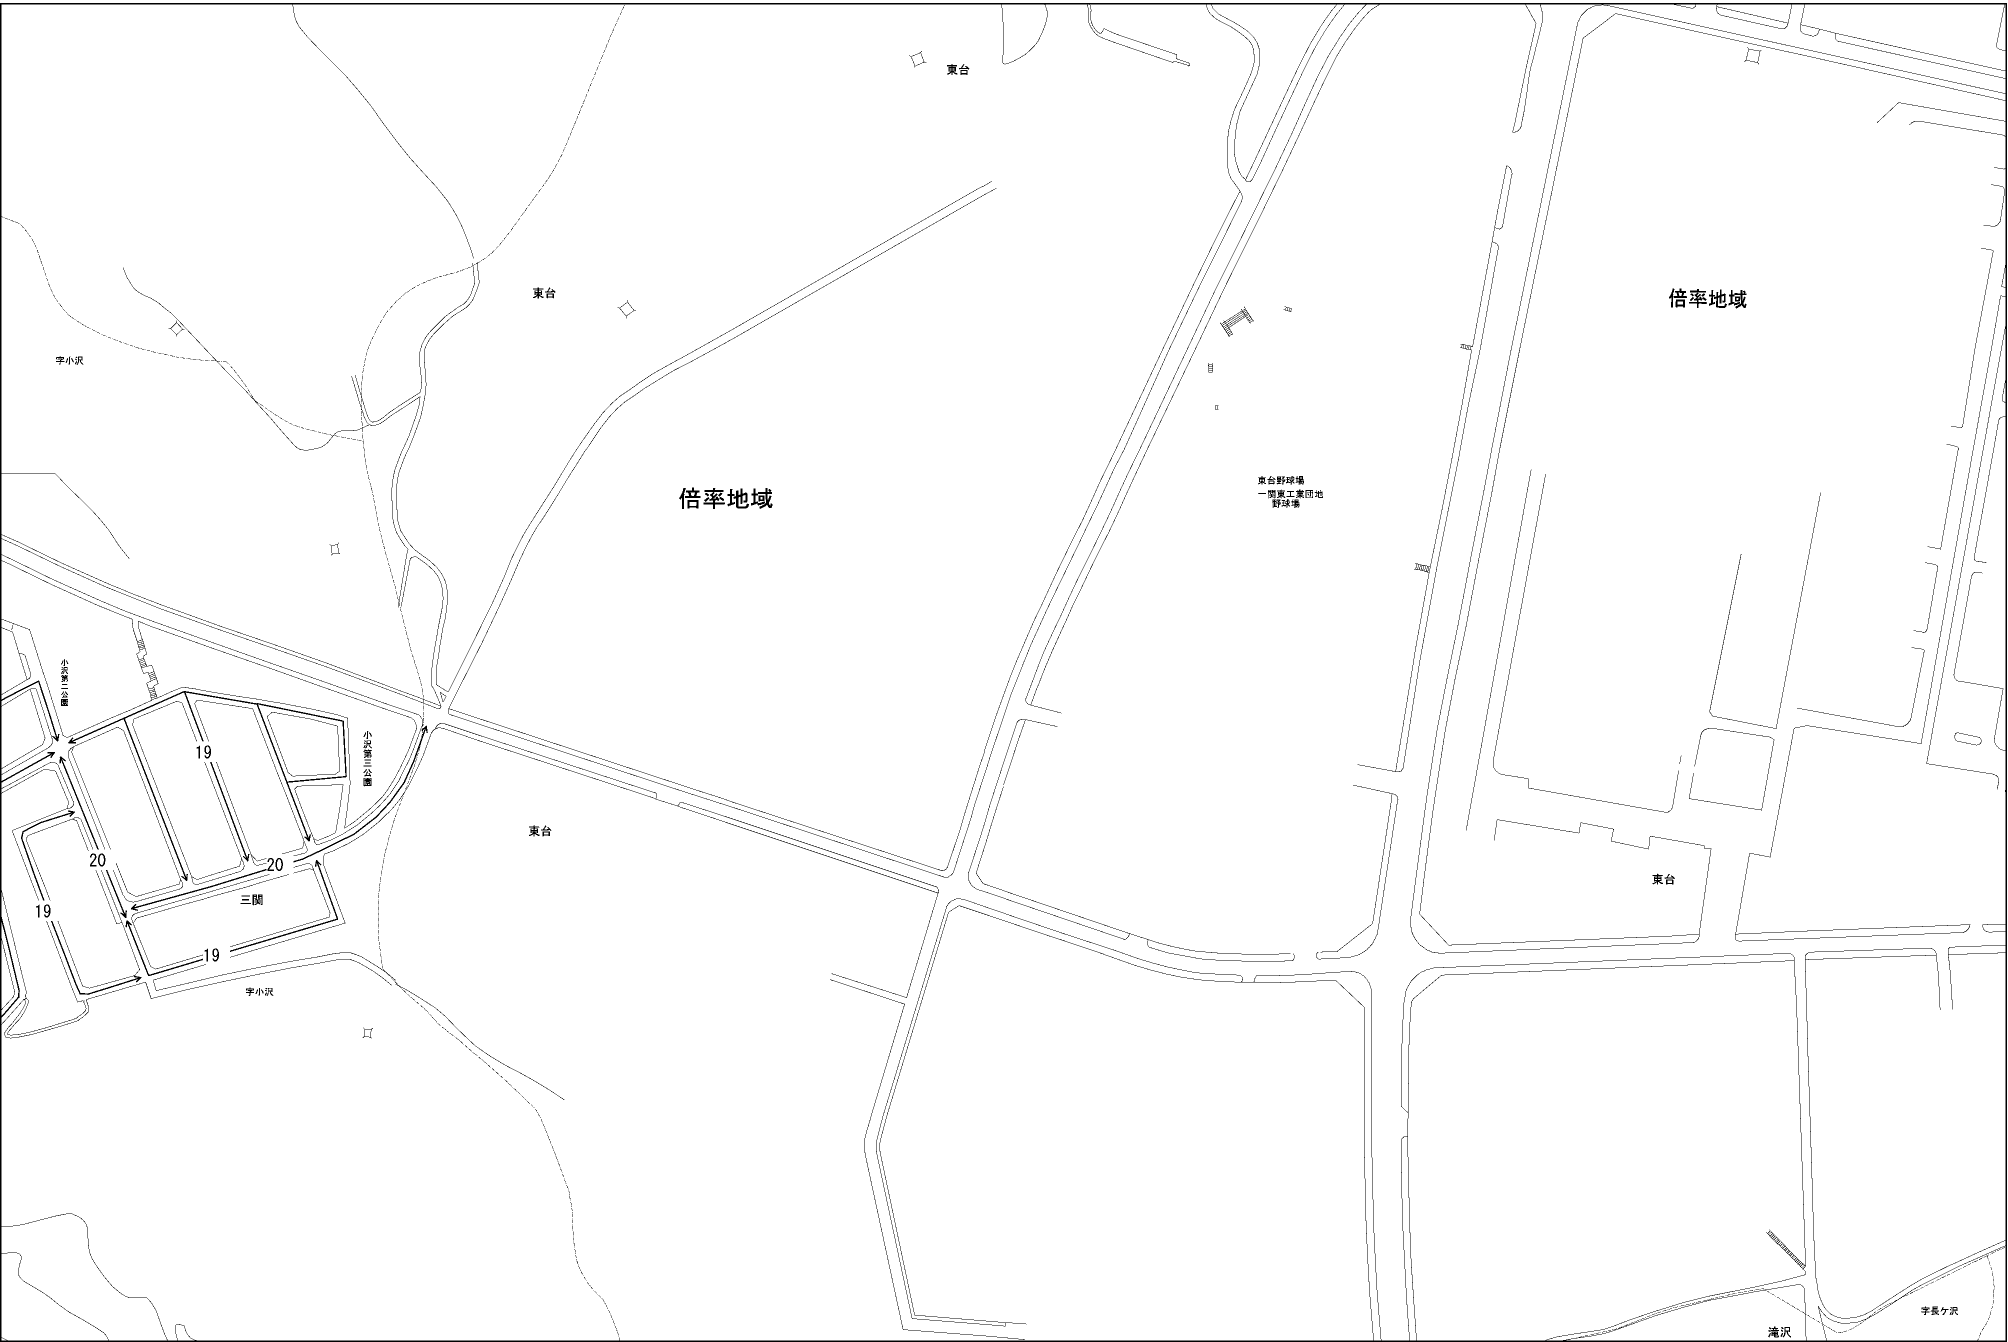 東台
東台
倍率地域
字小沢
倍率地域
東台野球場
一関東工業団地
野球場
小沢第二公園
小沢第三公園
19
東台
20
20
東台
三関
19
19
字小沢
字長ケ沢
滝沢